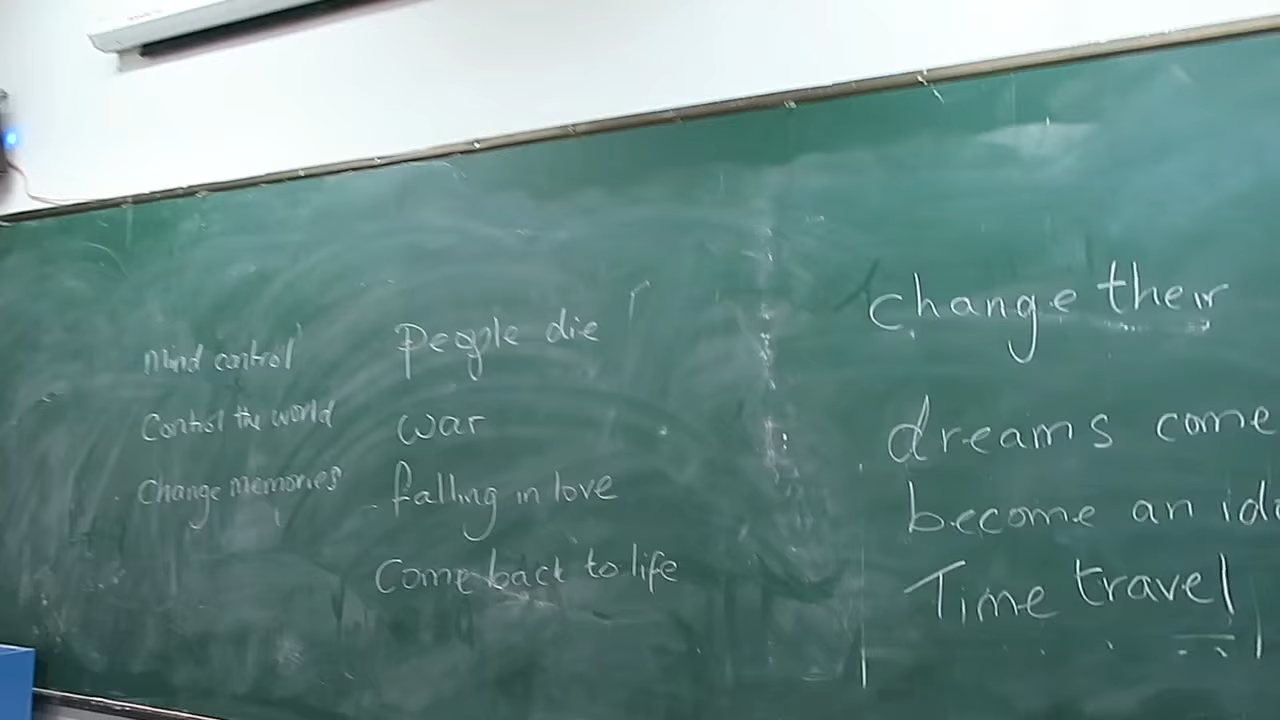 Mind control
Control the world
Change memories
People die
war
falling in love
Come back to life
change their
dreams come
become an
Time travel